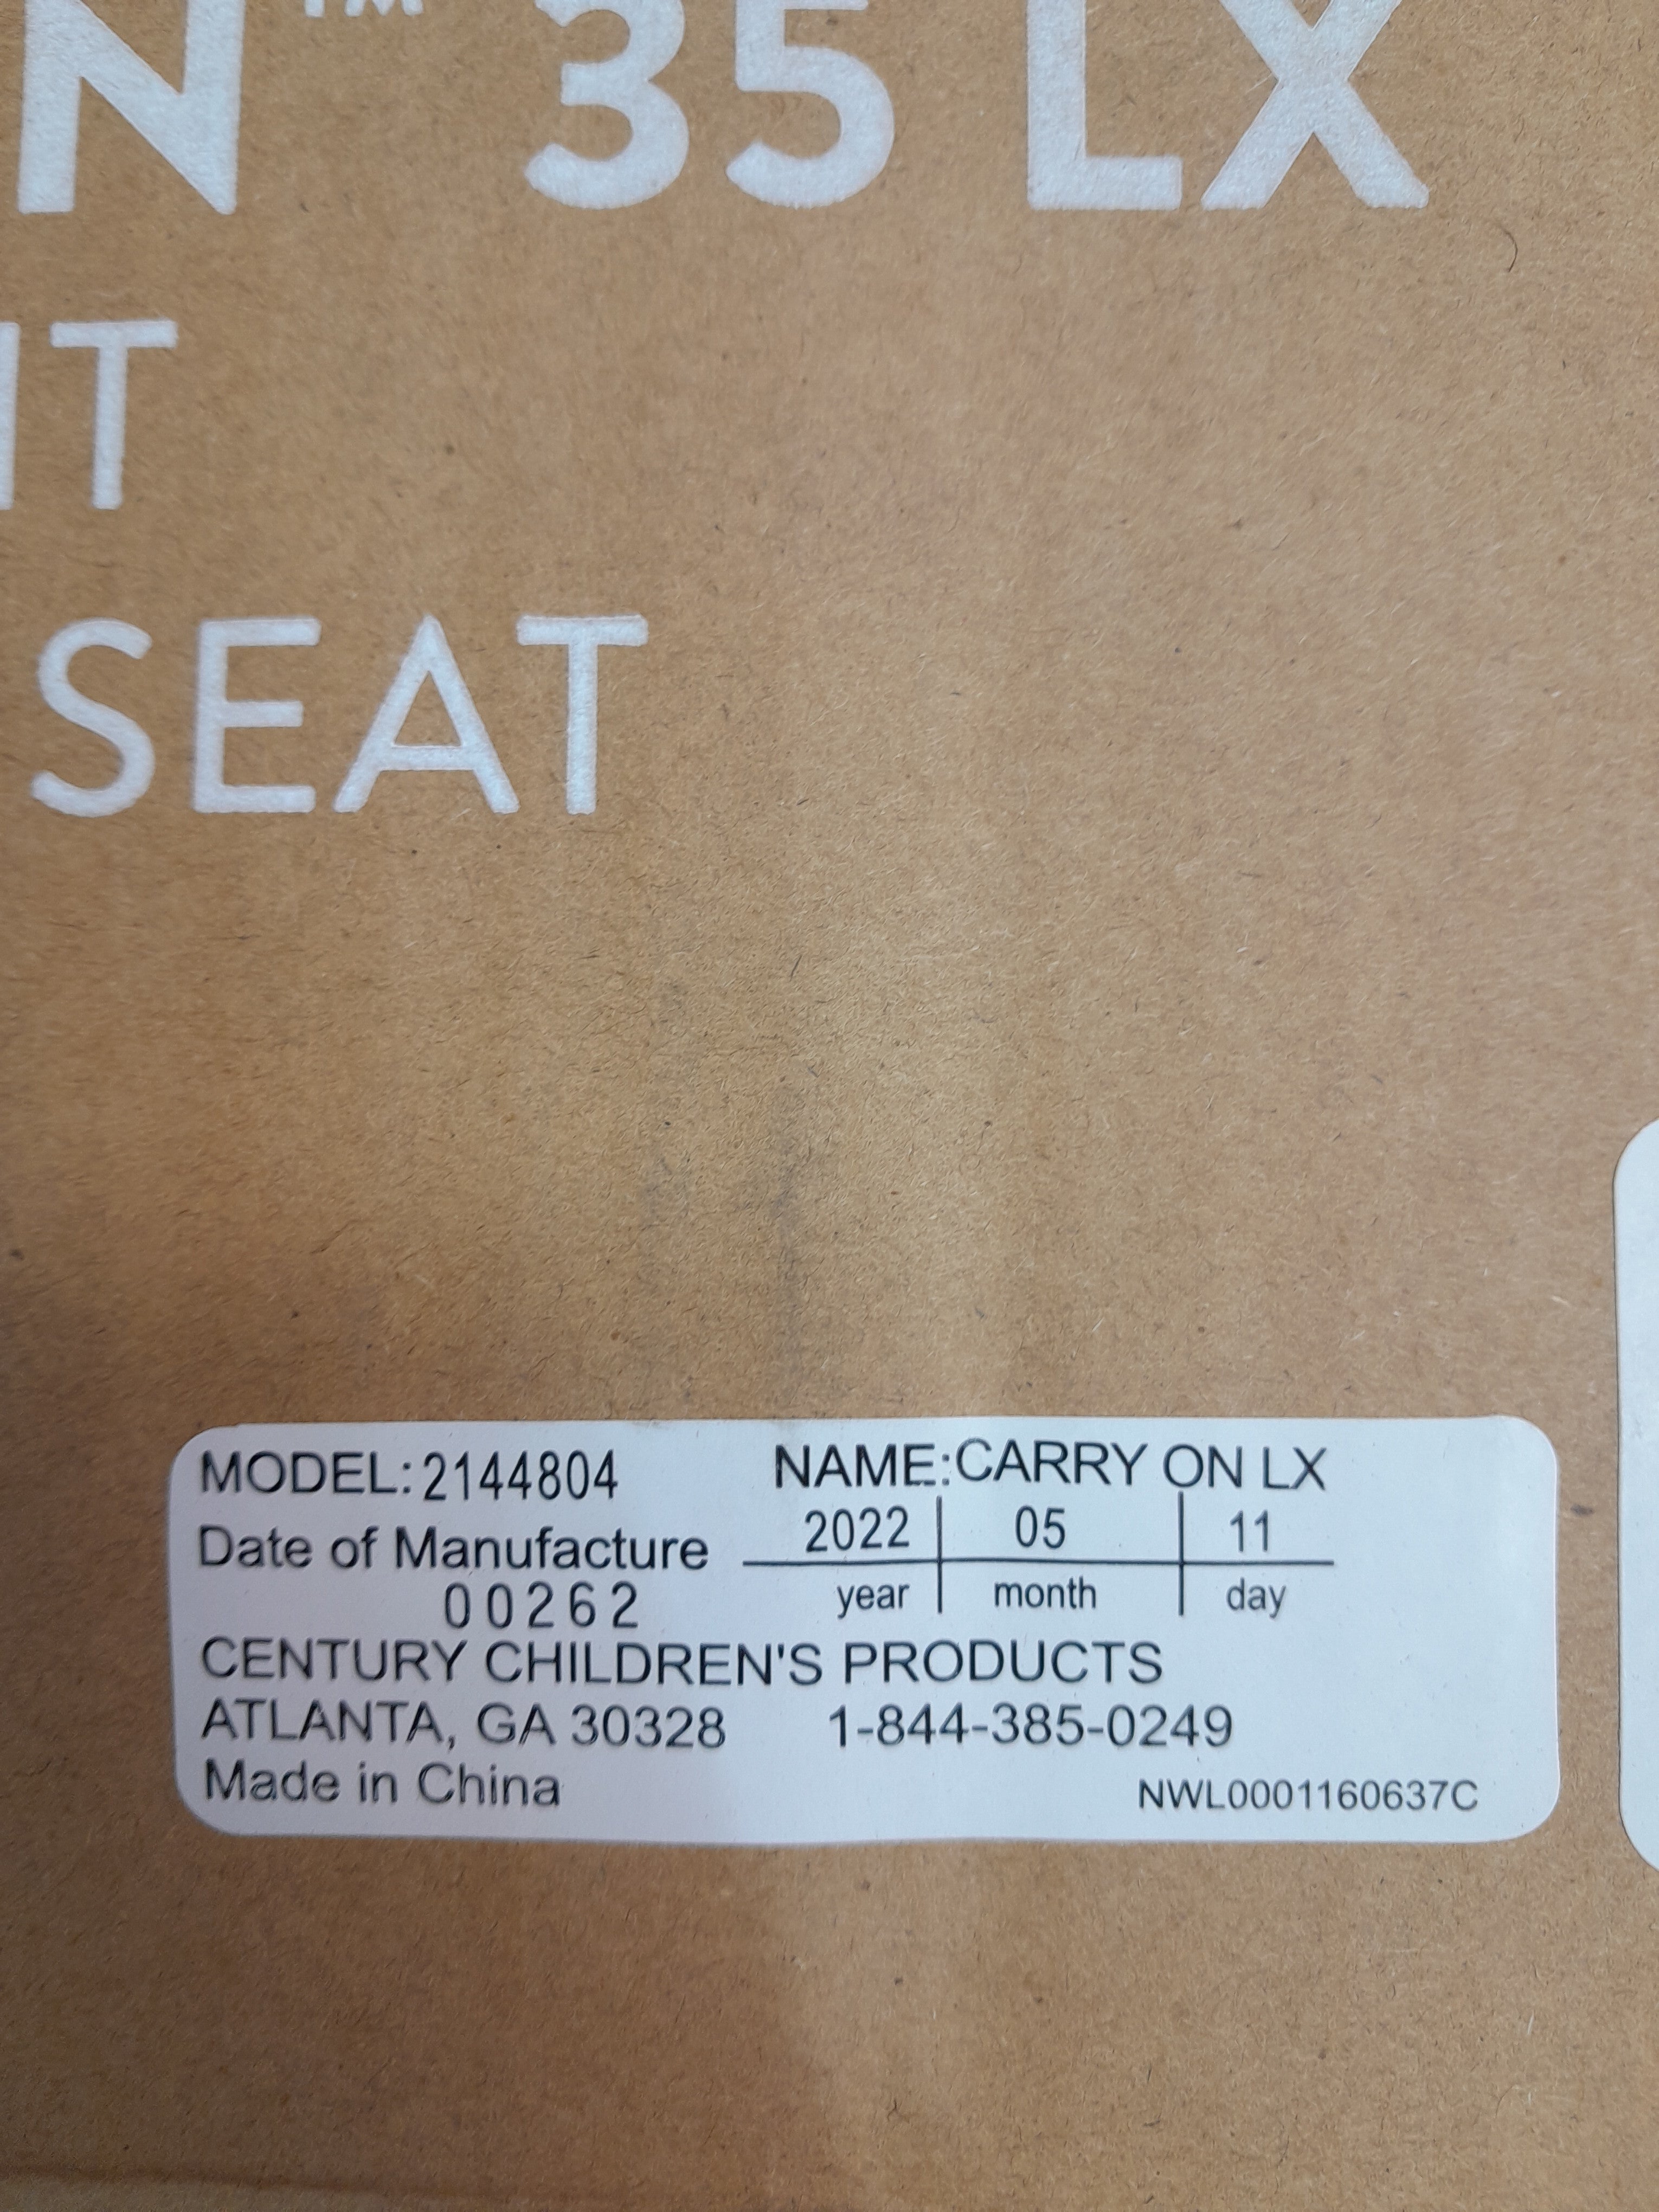 N™ 35 LX
IT
SEAT
MODEL:2144804 NAME:CARRY ON LX
Date of Manufacture 2022 05 11
year month day
00262
CENTURY CHILDREN'S PRODUCTS
ATLANTA, GA 30328 1-844-385-0249
Made in China NWL0001160637C